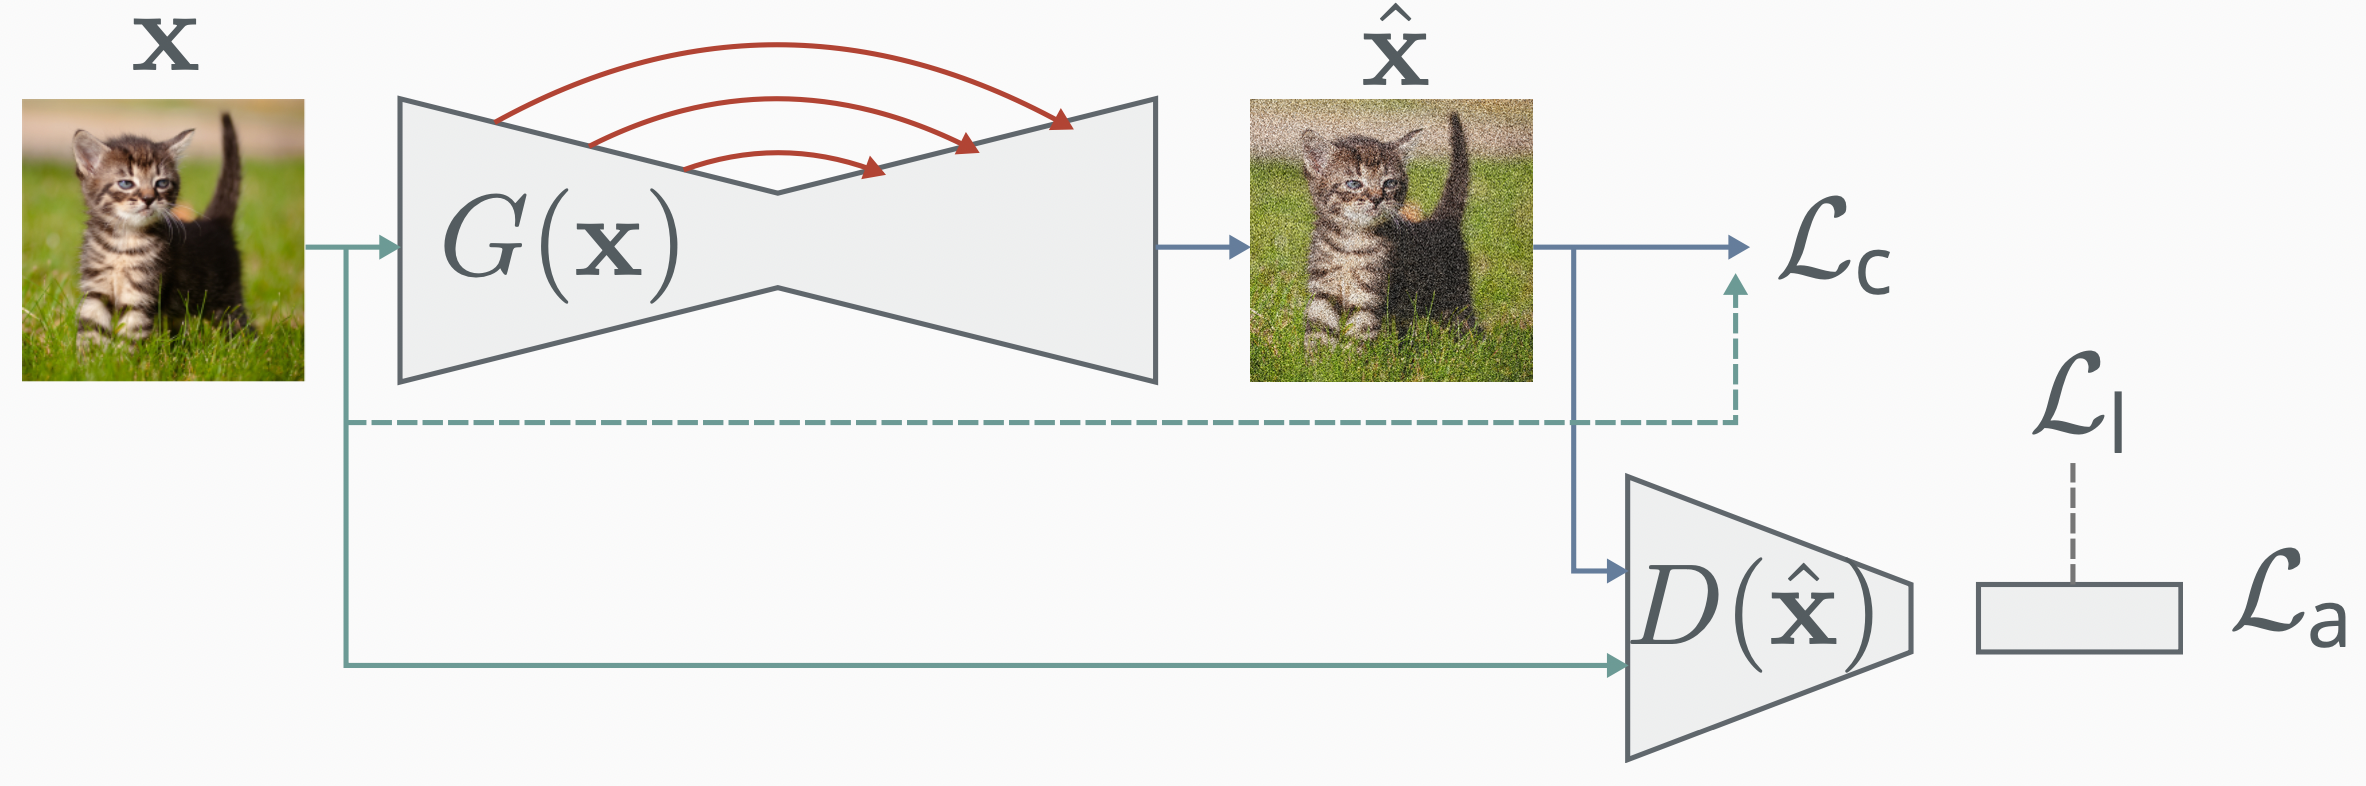 x
x̂
G(x)
ℒc
ℒl
D(x̂)
ℒa